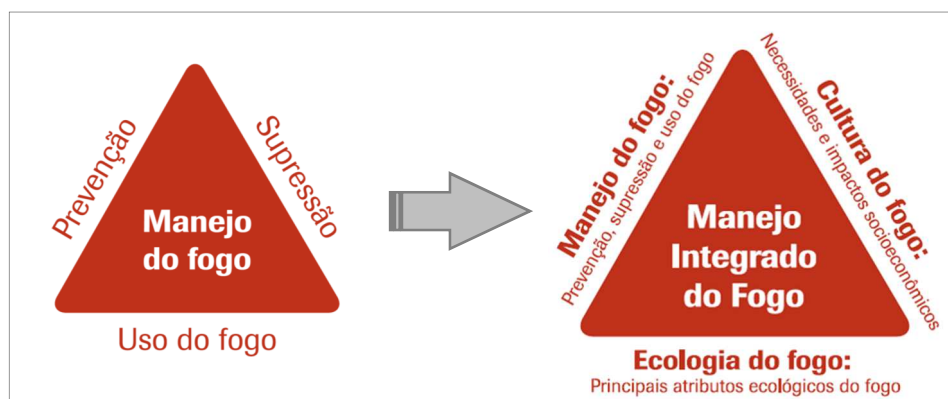 Prevenção
Supressão
Manejo
do fogo
Uso do fogo
Manejo do fogo:
Prevenção, supressão e uso do fogo
Cultura do fogo:
Necessidades e impactos socioeconômicos
Manejo
Integrado
do Fogo
Ecologia do fogo:
Principais atributos ecológicos do fogo